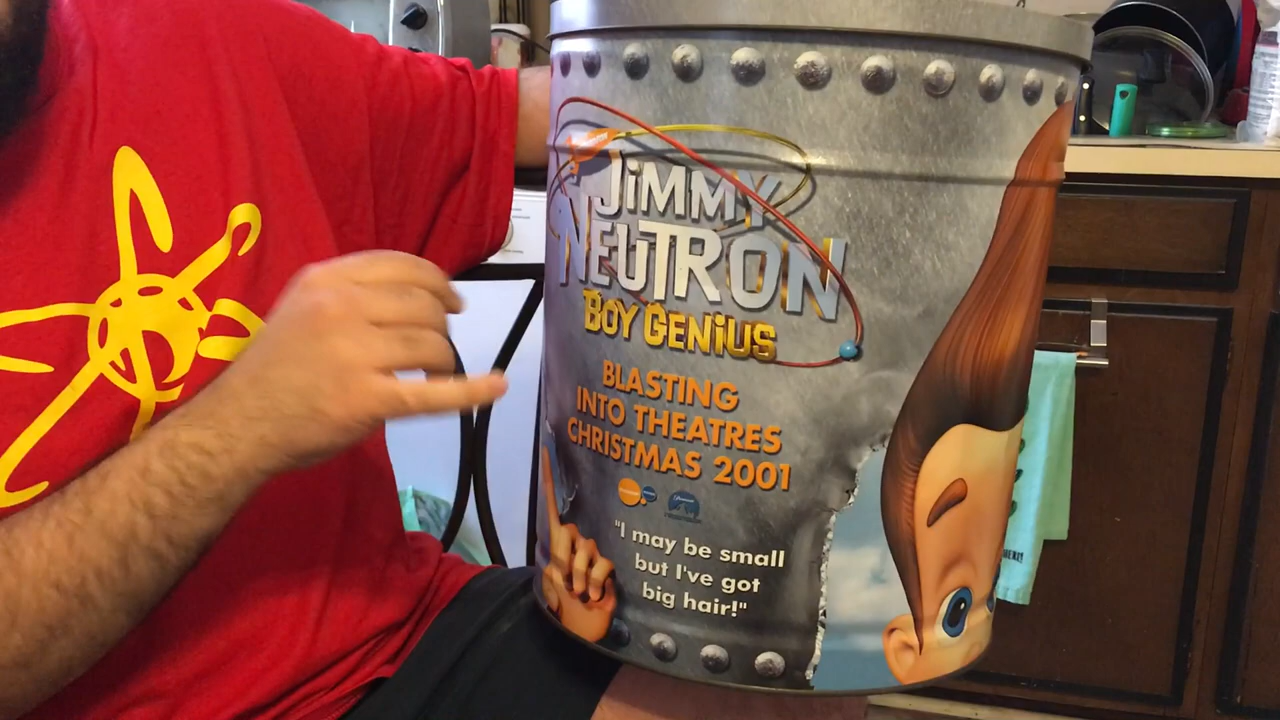 JIMMY
NEUTRON
BOY GENIUS
BLASTING
INTO THEATRES
CHRISTMAS 2001
"I may be small
but I've got
big hair!"